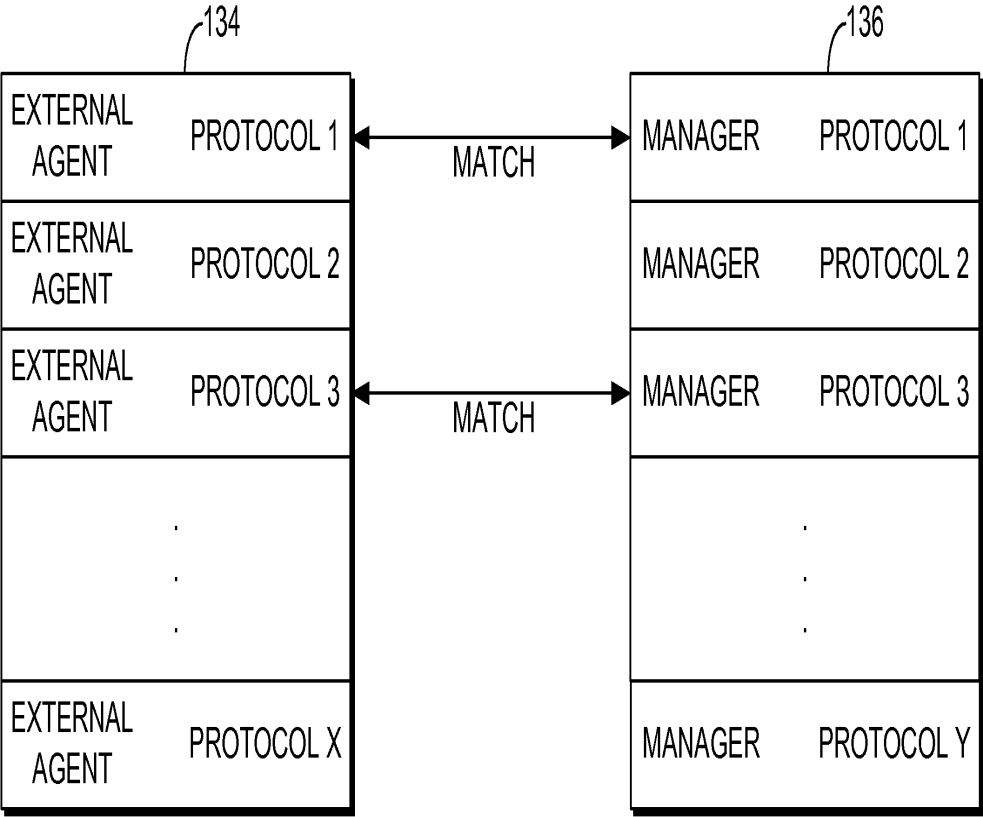 134
136
EXTERNAL
AGENT
PROTOCOL 1
MATCH
MANAGER PROTOCOL 1
EXTERNAL
AGENT
PROTOCOL 2
MANAGER PROTOCOL 2
EXTERNAL
AGENT
PROTOCOL 3
MATCH
MANAGER PROTOCOL 3
EXTERNAL
AGENT
PROTOCOL X
MANAGER PROTOCOL Y